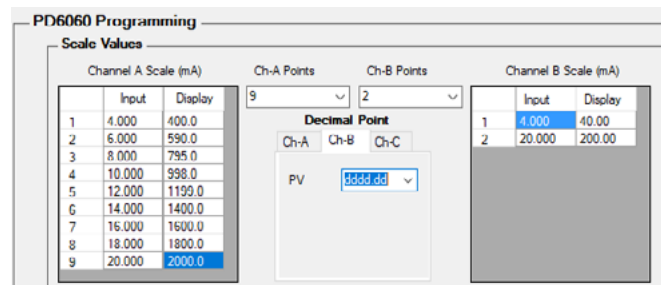 PD6060 Programming
Scale Values
Channel A Scale (mA) Ch-A Points Ch-B Points Channel B Scale (mA)
Input Display 9 2 Input Display
1 4.000 400.0 Decimal Point 1 4.000 40.00
2 6.000 590.0 Ch-A Ch-B Ch-C 2 20.000 200.00
3 8.000 795.0
4 10.000 998.0 PV dddd.dd
5 12.000 1199.0
6 14.000 1400.0
7 16.000 1600.0
8 18.000 1800.0
9 20.000 2000.0